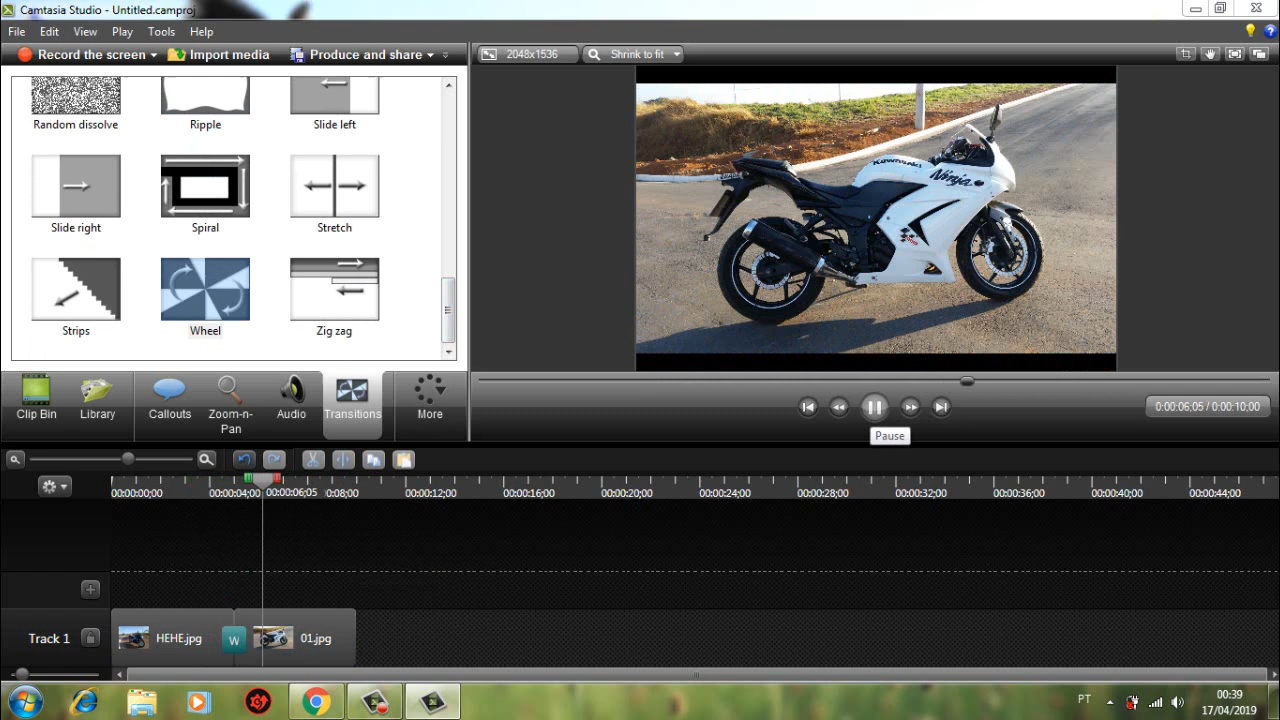 Camtasia Studio - Untitled.camproj
File Edit View Play Tools Help
Record the screen Import media Produce and share
2048x1536 Shrink to fit
Random dissolve Ripple Slide left
Slide right Spiral Stretch
Strips Wheel Zig zag
Kawasaki
Ninja
Clip Bin Library Callouts Zoom-n-Pan Audio Transitions More
0:00:06;05 / 0:00:10;00
Pause
00:00:00;00 00:00:04;00 00:00:06;05 0:08;00 00:00:12;00 00:00:16;00 00:00:20;00 00:00:24;00 00:00:28;00 00:00:32;00 00:00:36;00 00:00:40;00 00:00:44;00
Track 1 HEHE.jpg W 01.jpg
PT 00:39
17/04/2019